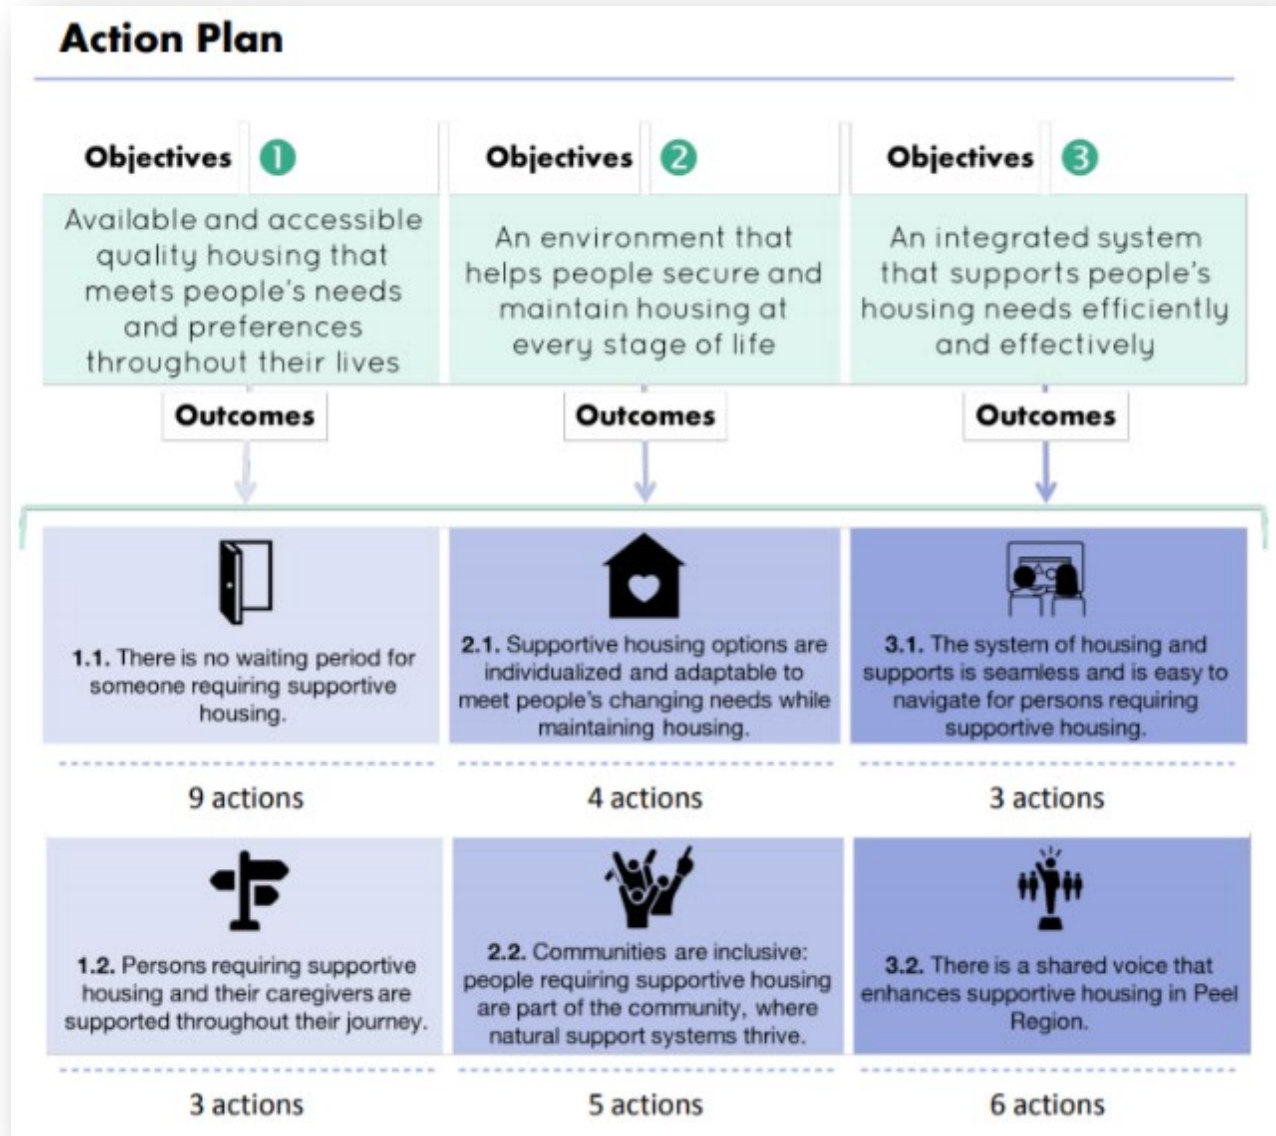 Action Plan
Objectives 1
Available and accessible
quality housing that
meets people's needs
and preferences
throughout their lives
Outcomes
Objectives 2
An environment that
helps people secure and
maintain housing at
every stage of life
Outcomes
Objectives 3
An integrated system
that supports people's
housing needs efficiently
and effectively
Outcomes
1.1. There is no waiting period for
someone requiring supportive
housing.
9 actions
2.1. Supportive housing options are
individualized and adaptable to
meet people's changing needs while
maintaining housing.
4 actions
3.1. The system of housing and
supports is seamless and is easy to
navigate for persons requiring
supportive housing.
3 actions
1.2. Persons requiring supportive
housing and their caregivers are
supported throughout their journey.
3 actions
2.2. Communities are inclusive:
people requiring supportive housing
are part of the community, where
natural support systems thrive.
5 actions
3.2. There is a shared voice that
enhances supportive housing in Peel
Region.
6 actions